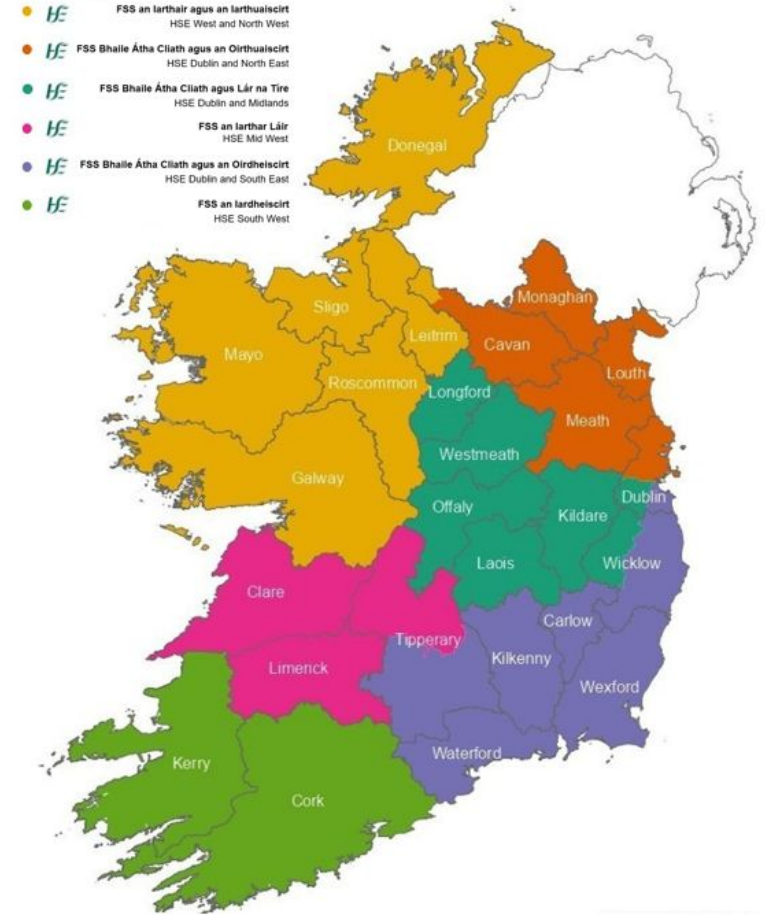 FSS an Iarthair agus an Iarthuaiscirt
HSE West and North West
FSS Bhaile Átha Cliath agus an Oirthuaiscirt
HSE Dublin and North East
FSS Bhaile Átha Cliath agus Lár na Tíre
HSE Dublin and Midlands
FSS an Iarthar Láir
HSE Mid West
FSS Bhaile Átha Cliath agus an Oirdheiscirt
HSE Dublin and South East
FSS an Iardheiscirt
HSE South West
Donegal
Monaghan
Sligo
Leitrim
Cavan
Mayo
Louth
Roscommon
Longford
Meath
Westmeath
Galway
Dublin
Offaly
Kildare
Laois
Wicklow
Clare
Carlow
Tipperary
Kilkenny
Limerick
Wexford
Waterford
Kerry
Cork